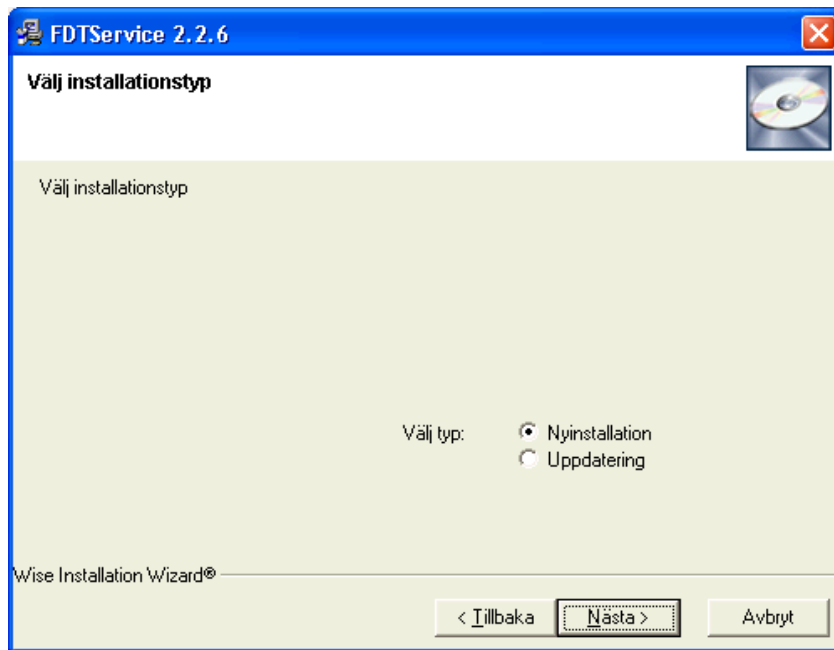 FDTService 2.2.6
Välj installationstyp
Välj installationstyp
Välj typ:
Nyinstallation
Uppdatering
Wise Installation Wizard®
< Tillbaka
Nästa >
Avbryt